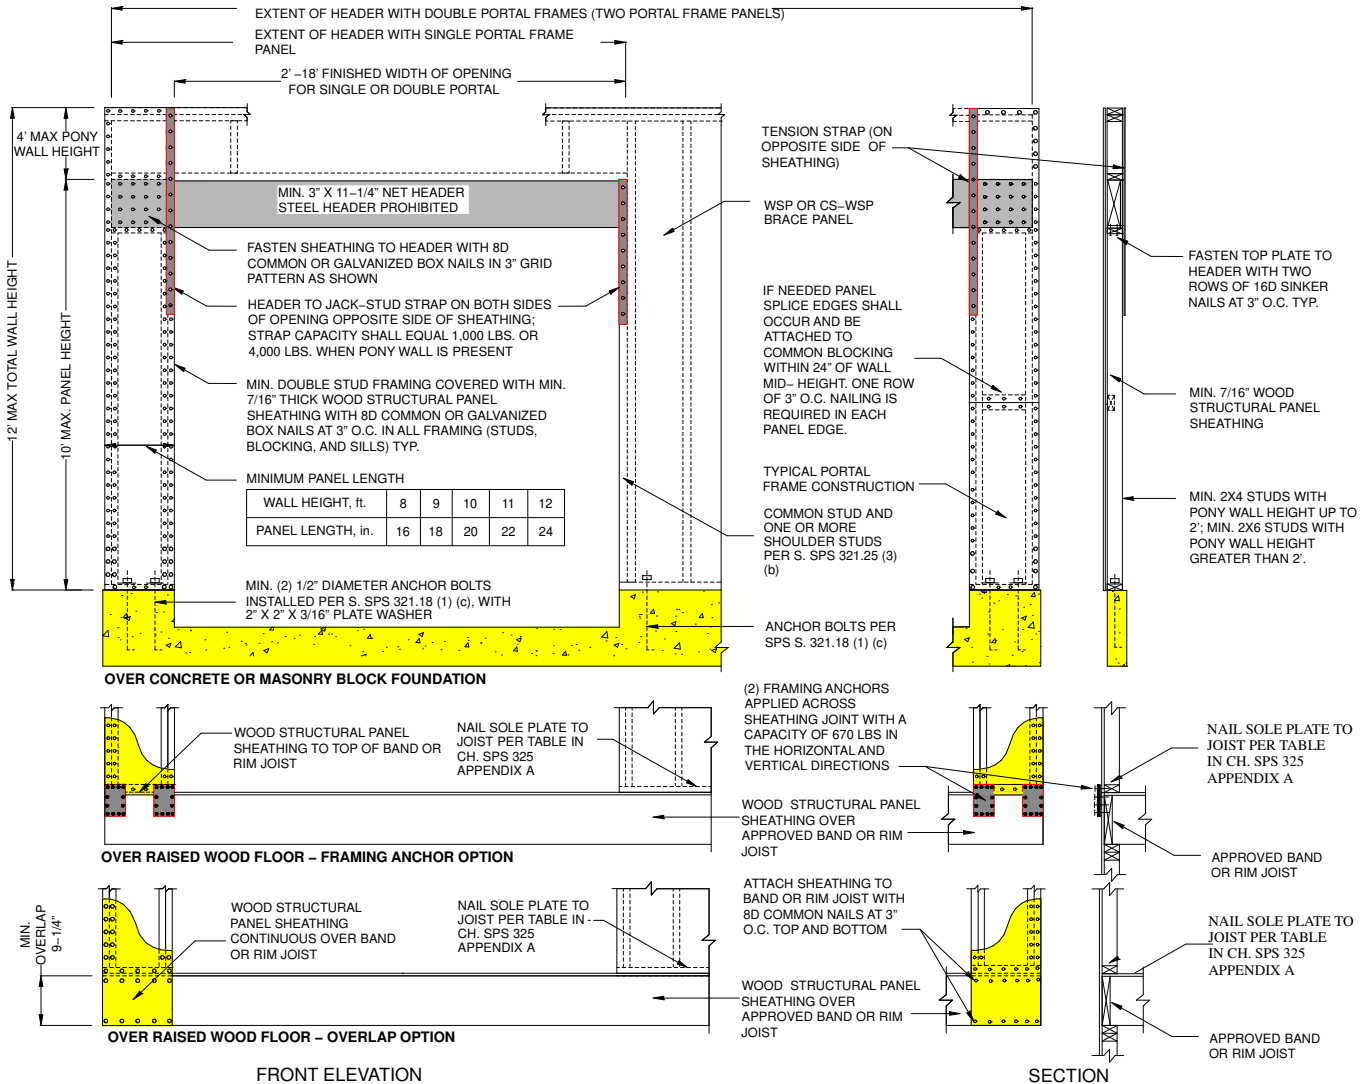 EXTENT OF HEADER WITH DOUBLE PORTAL FRAMES (TWO PORTAL FRAME PANELS)
EXTENT OF HEADER WITH SINGLE PORTAL FRAME
PANEL
2' –18' FINISHED WIDTH OF OPENING
FOR SINGLE OR DOUBLE PORTAL
4' MAX PONY
WALL HEIGHT
12' MAX TOTAL WALL HEIGHT
10' MAX. PANEL HEIGHT
MIN. 3" X 11–1/4" NET HEADER
STEEL HEADER PROHIBITED
FASTEN SHEATHING TO HEADER WITH 8D
COMMON OR GALVANIZED BOX NAILS IN 3" GRID
PATTERN AS SHOWN
HEADER TO JACK–STUD STRAP ON BOTH SIDES
OF OPENING OPPOSITE SIDE OF SHEATHING;
STRAP CAPACITY SHALL EQUAL 1,000 LBS. OR
4,000 LBS. WHEN PONY WALL IS PRESENT
MIN. DOUBLE STUD FRAMING COVERED WITH MIN.
7/16" THICK WOOD STRUCTURAL PANEL
SHEATHING WITH 8D COMMON OR GALVANIZED
BOX NAILS AT 3" O.C. IN ALL FRAMING (STUDS,
BLOCKING, AND SILLS) TYP.
MINIMUM PANEL LENGTH
WALL HEIGHT, ft. 8 9 10 11 12
PANEL LENGTH, in. 16 18 20 22 24
MIN. (2) 1/2" DIAMETER ANCHOR BOLTS
INSTALLED PER S. SPS 321.18 (1) (c), WITH
2" X 2" X 3/16" PLATE WASHER
OVER CONCRETE OR MASONRY BLOCK FOUNDATION
TENSION STRAP (ON
OPPOSITE SIDE OF
SHEATHING)
WSP OR CS–WSP
BRACE PANEL
IF NEEDED PANEL
SPLICE EDGES SHALL
OCCUR AND BE
ATTACHED TO
COMMON BLOCKING
WITHIN 24" OF WALL
MID– HEIGHT. ONE ROW
OF 3" O.C. NAILING IS
REQUIRED IN EACH
PANEL EDGE.
TYPICAL PORTAL
FRAME CONSTRUCTION
COMMON STUD AND
ONE OR MORE
SHOULDER STUDS
PER S. SPS 321.25 (3)
(b)
ANCHOR BOLTS PER
SPS S. 321.18 (1) (c)
FASTEN TOP PLATE TO
HEADER WITH TWO
ROWS OF 16D SINKER
NAILS AT 3" O.C. TYP.
MIN. 7/16" WOOD
STRUCTURAL PANEL
SHEATHING
MIN. 2X4 STUDS WITH
PONY WALL HEIGHT UP TO
2'; MIN. 2X6 STUDS WITH
PONY WALL HEIGHT
GREATER THAN 2'.
WOOD STRUCTURAL PANEL
SHEATHING TO TOP OF BAND OR
RIM JOIST
NAIL SOLE PLATE TO
JOIST PER TABLE IN
CH. SPS 325
APPENDIX A
(2) FRAMING ANCHORS
APPLIED ACROSS
SHEATHING JOINT WITH A
CAPACITY OF 670 LBS IN
THE HORIZONTAL AND
VERTICAL DIRECTIONS
WOOD STRUCTURAL PANEL
SHEATHING OVER
APPROVED BAND OR RIM
JOIST
NAIL SOLE PLATE TO
JOIST PER TABLE
IN CH. SPS 325
APPENDIX A
APPROVED BAND
OR RIM JOIST
OVER RAISED WOOD FLOOR – FRAMING ANCHOR OPTION
MIN.
OVERLAP
9–1/4"
WOOD STRUCTURAL
PANEL SHEATHING
CONTINUOUS OVER BAND
OR RIM JOIST
NAIL SOLE PLATE TO
JOIST PER TABLE IN
CH. SPS 325
APPENDIX A
ATTACH SHEATHING TO
BAND OR RIM JOIST WITH
8D COMMON NAILS AT 3"
O.C. TOP AND BOTTOM
WOOD STRUCTURAL PANEL
SHEATHING OVER
APPROVED BAND OR RIM
JOIST
NAIL SOLE PLATE TO
JOIST PER TABLE
IN CH. SPS 325
APPENDIX A
APPROVED BAND
OR RIM JOIST
OVER RAISED WOOD FLOOR – OVERLAP OPTION
FRONT ELEVATION
SECTION